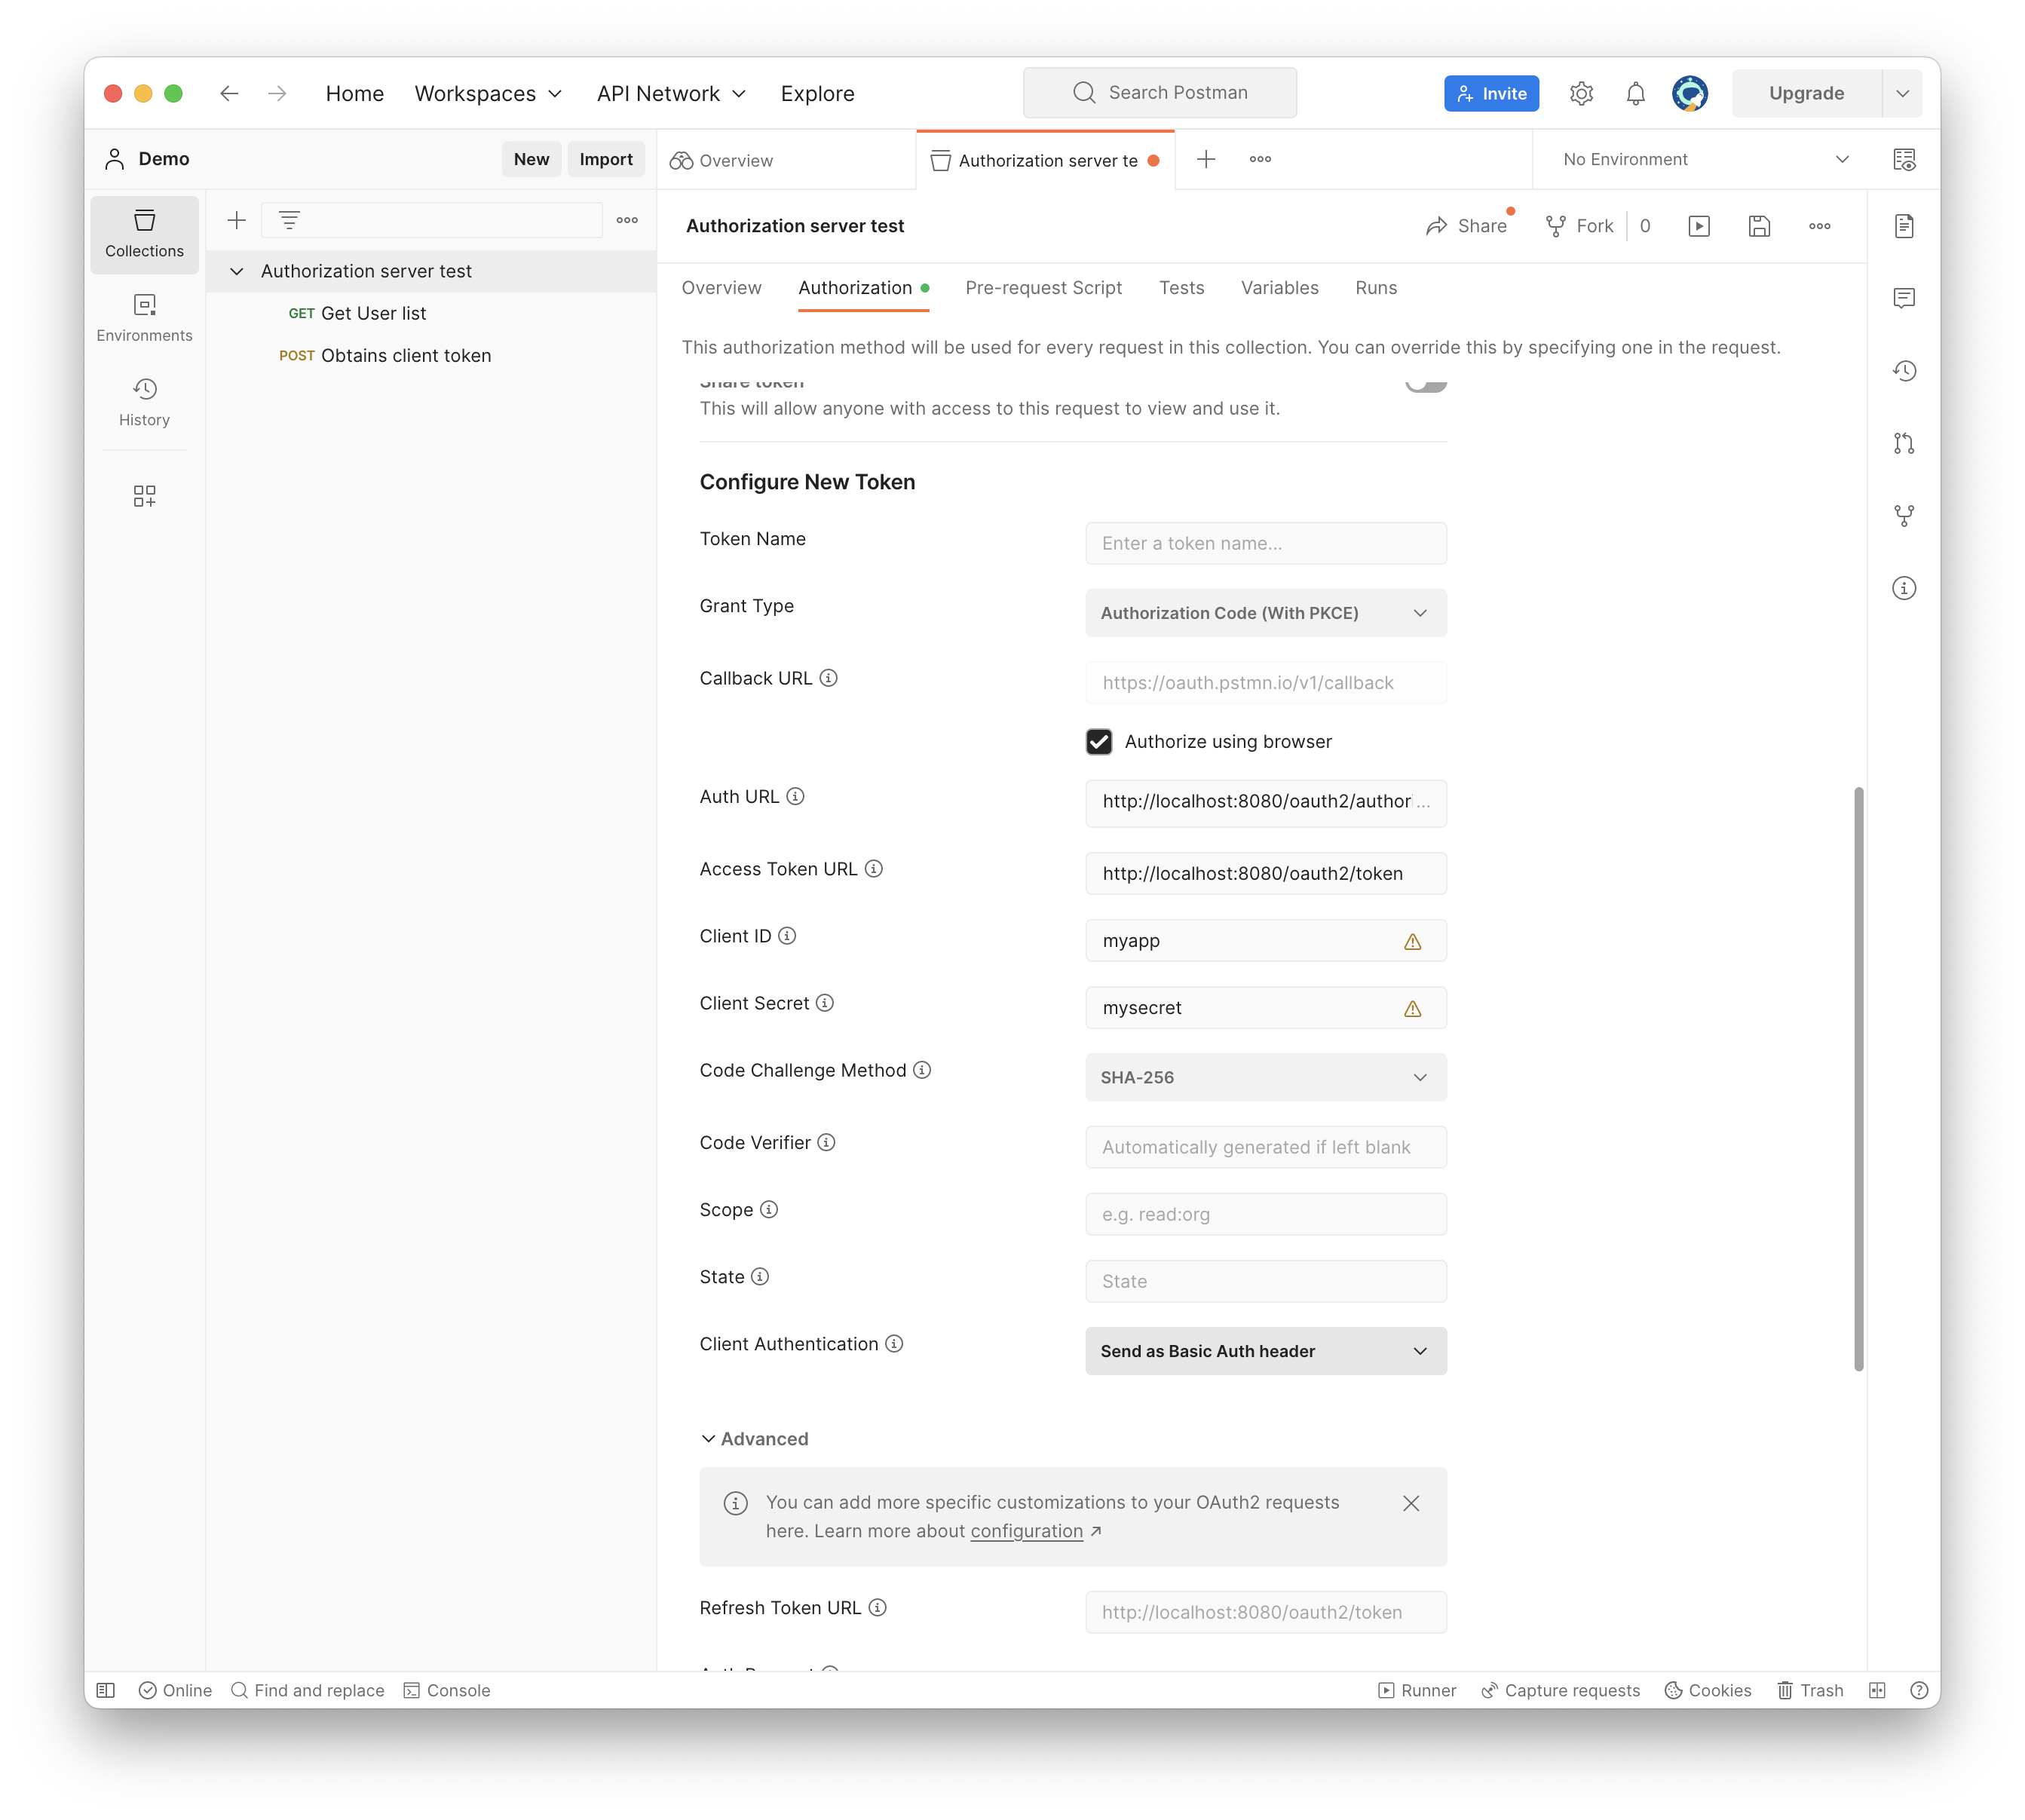 Home Workspaces API Network Explore Search Postman Invite Upgrade
Demo New Import
Overview Authorization server te No Environment
Collections
Environments
History
Authorization server test
GET Get User list
POST Obtains client token
Authorization server test Share Fork 0
Overview Authorization Pre-request Script Tests Variables Runs
This authorization method will be used for every request in this collection. You can override this by specifying one in the request.
Share token
This will allow anyone with access to this request to view and use it.
Configure New Token
Token Name Enter a token name...
Grant Type Authorization Code (With PKCE)
Callback URL https://oauth.pstmn.io/v1/callback
Authorize using browser
Auth URL http://localhost:8080/oauth2/author...
Access Token URL http://localhost:8080/oauth2/token
Client ID myapp
Client Secret mysecret
Code Challenge Method SHA-256
Code Verifier Automatically generated if left blank
Scope e.g. read:org
State State
Client Authentication Send as Basic Auth header
Advanced
You can add more specific customizations to your OAuth2 requests
here. Learn more about configuration ↗
Refresh Token URL http://localhost:8080/oauth2/token
Online Find and replace Console Runner Capture requests Cookies Trash